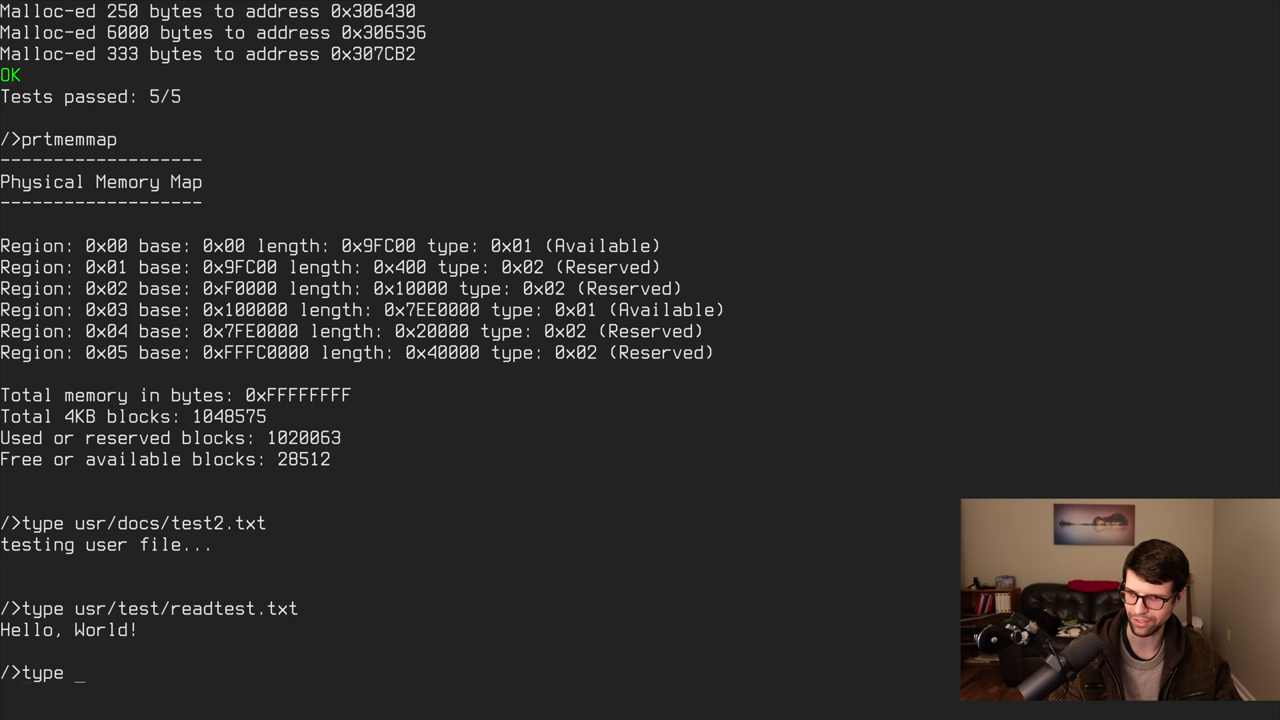 Malloc-ed 250 bytes to address 0x306430
Malloc-ed 6000 bytes to address 0x306536
Malloc-ed 333 bytes to address 0x307CB2
OK
Tests passed: 5/5
/>prtmemmap
-------------------
Physical Memory Map
-------------------
Region: 0x00 base: 0x00 length: 0x9FC00 type: 0x01 (Available)
Region: 0x01 base: 0x9FC00 length: 0x400 type: 0x02 (Reserved)
Region: 0x02 base: 0xF0000 length: 0x10000 type: 0x02 (Reserved)
Region: 0x03 base: 0x100000 length: 0x7EE0000 type: 0x01 (Available)
Region: 0x04 base: 0x7FE0000 length: 0x20000 type: 0x02 (Reserved)
Region: 0x05 base: 0xFFFC0000 length: 0x40000 type: 0x02 (Reserved)
Total memory in bytes: 0xFFFFFFFF
Total 4KB blocks: 1048575
Used or reserved blocks: 1020063
Free or available blocks: 28512
/>type usr/docs/test2.txt
testing user file...
/>type usr/test/readtest.txt
Hello, World!
/>type _